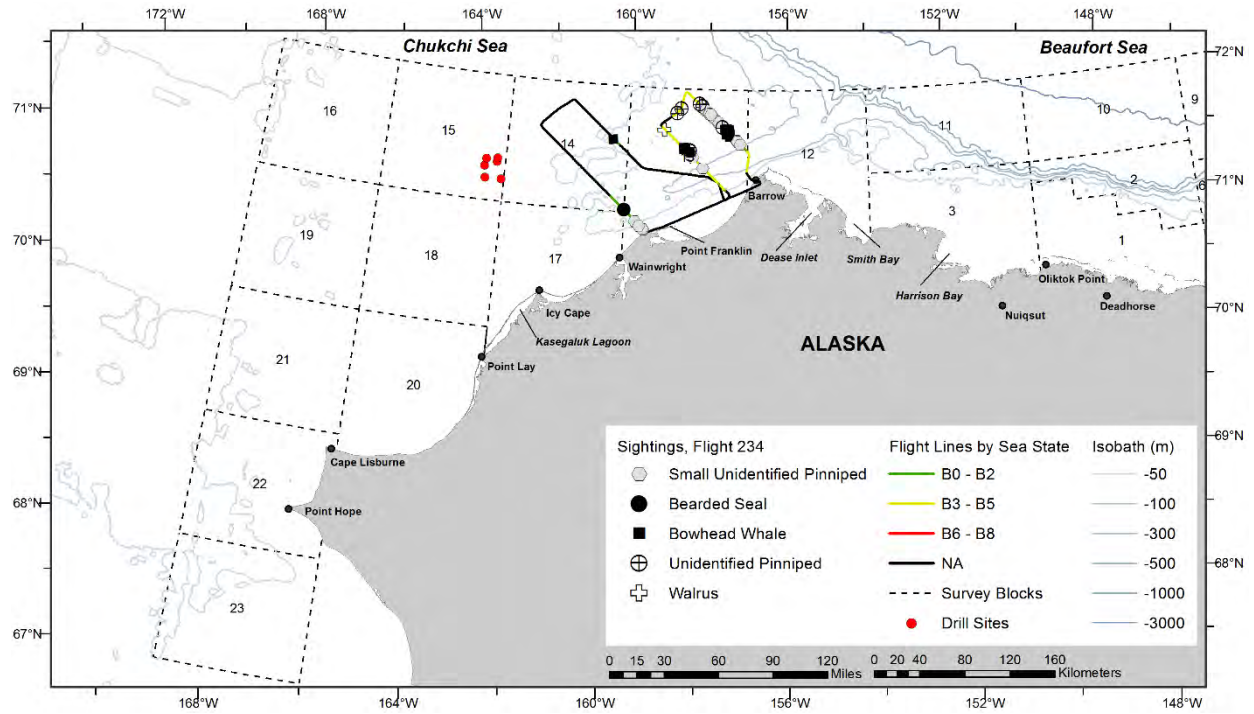 172°W 168°W 164°W 160°W 156°W 152°W 148°W 144°W
Chukchi Sea
Beaufort Sea
72°N
71°N
16
15
14
12
11
10
9
71°N
2
6
3
1
Barrow
70°N
19
18
17
Point Franklin
Wainwright
Dease Inlet
Smith Bay
Harrison Bay
Oliktok Point
Nuiqsut
Deadhorse
70°N
Icy Cape
Kasegaluk Lagoon
ALASKA
69°N
21
20
Point Lay
69°N
68°N
22
Cape Lisburne
Point Hope
68°N
23
67°N
Sightings, Flight 234
Small Unidentified Pinniped
Bearded Seal
Bowhead Whale
Unidentified Pinniped
Walrus
Flight Lines by Sea State
B0 - B2
B3 - B5
B6 - B8
NA
Survey Blocks
Drill Sites
Isobath (m)
-50
-100
-300
-500
-1000
-3000
0 15 30 60 90 120
Miles
0 20 40 80 120 160
Kilometers
168°W 164°W 160°W 156°W 152°W 148°W